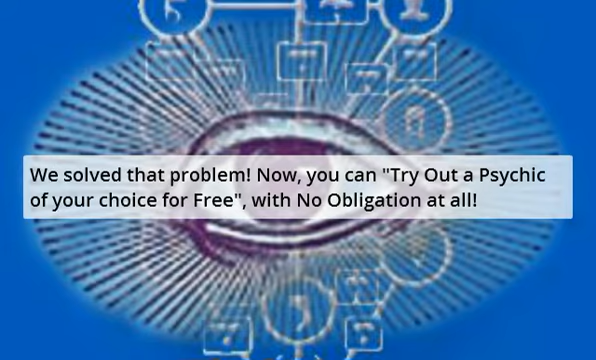 We solved that problem! Now, you can "Try Out a Psychic
of your choice for Free", with No Obligation at all!